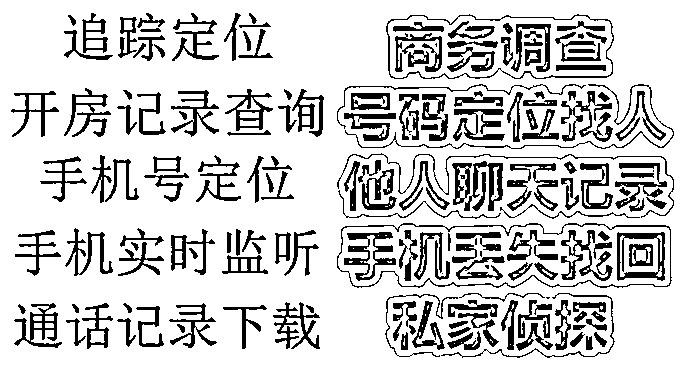 追踪定位
商务调查
开房记录查询
号码定位找人
手机号定位
他人聊天记录
手机实时监听
手机丢失找回
通话记录下载
私家侦探